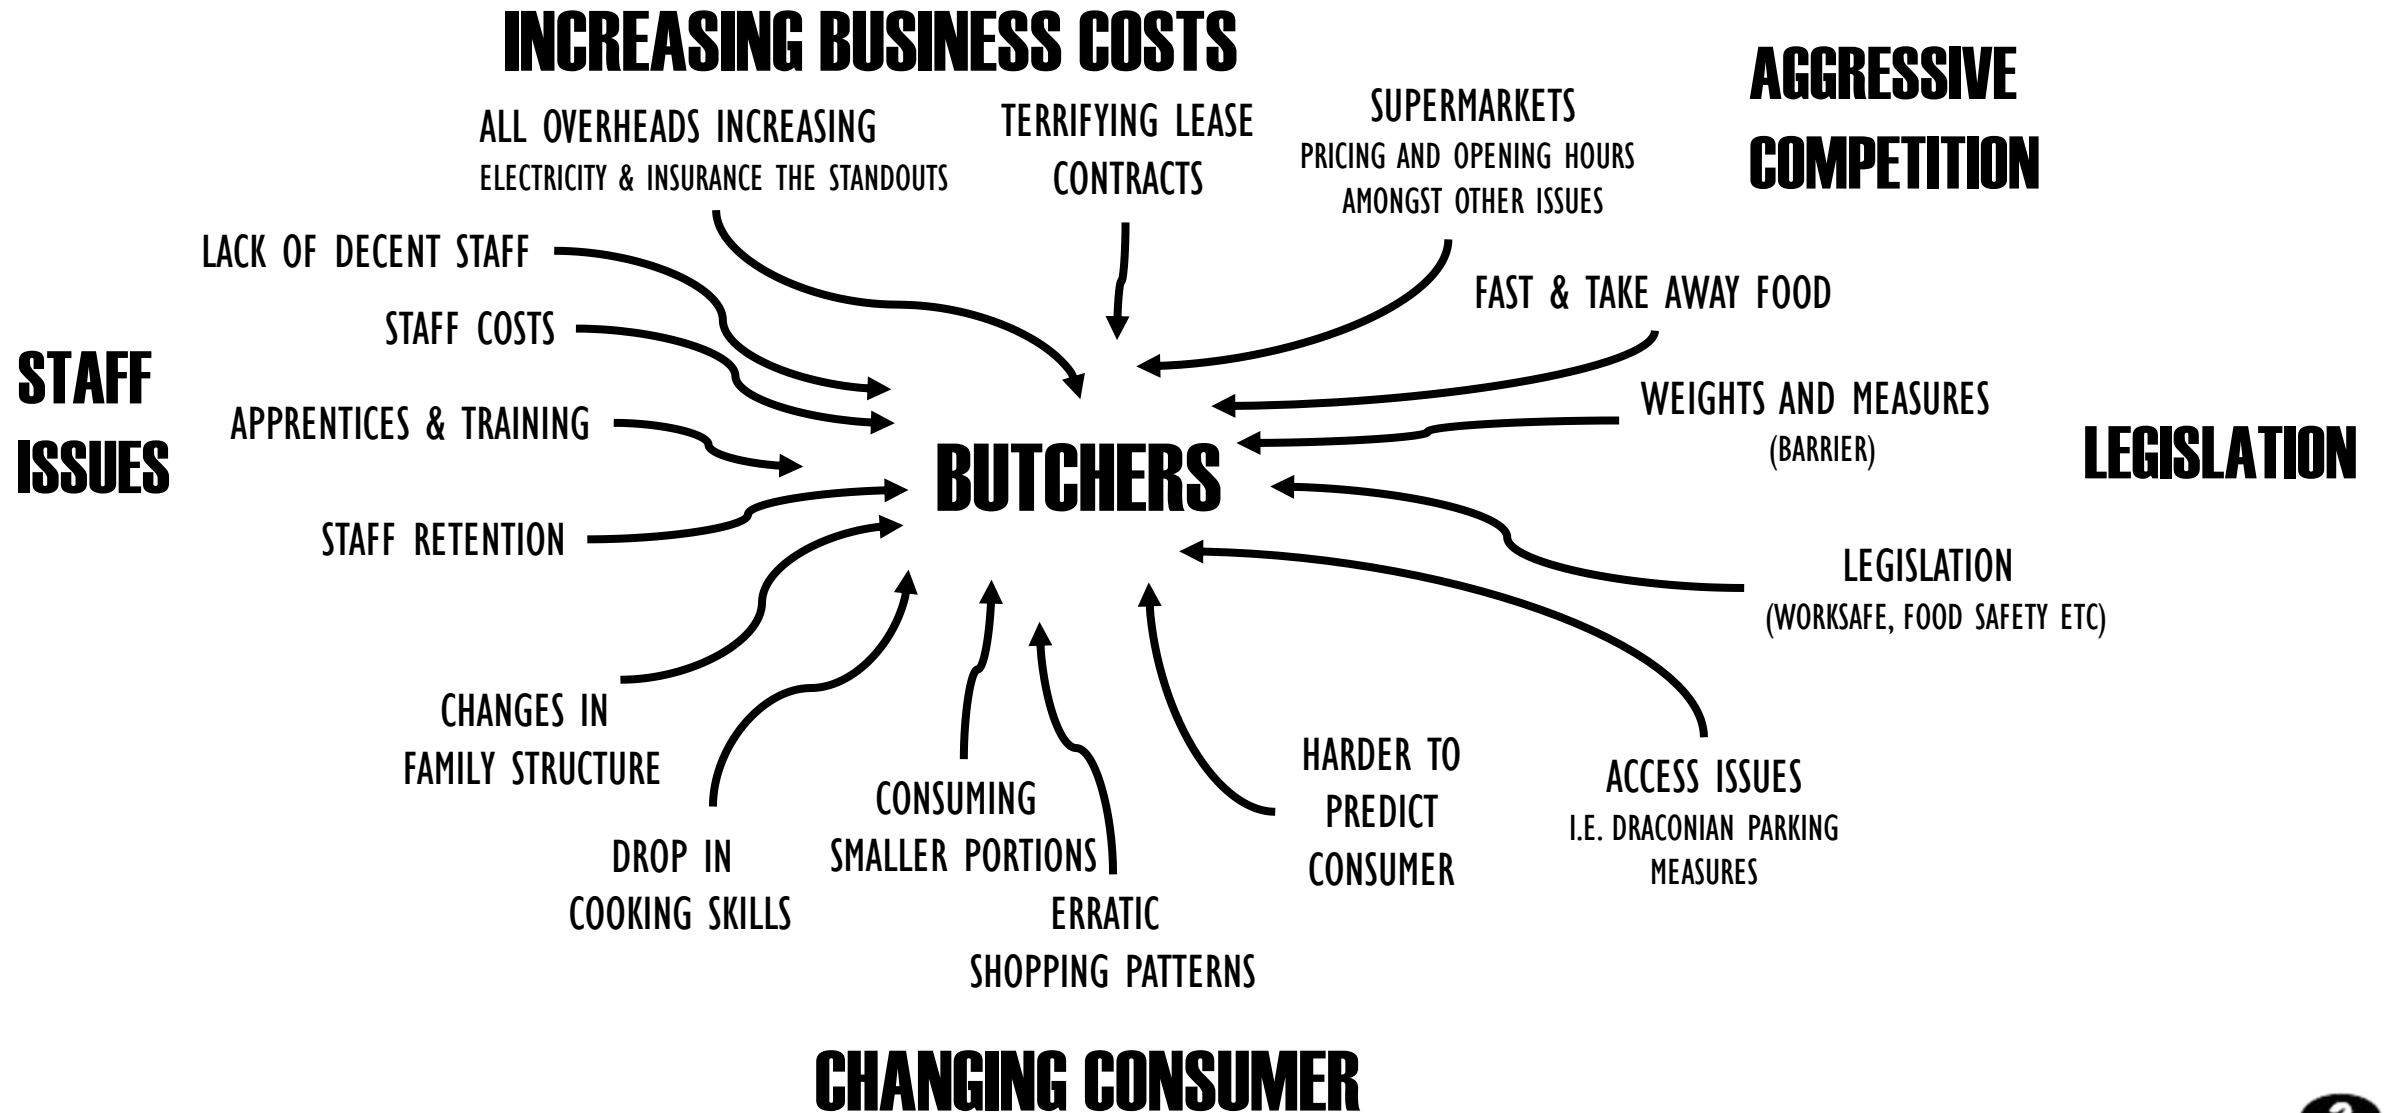 INCREASING BUSINESS COSTS
ALL OVERHEADS INCREASING
ELECTRICITY & INSURANCE THE STANDOUTS
TERRIFYING LEASE
CONTRACTS
SUPERMARKETS
PRICING AND OPENING HOURS
AMONGST OTHER ISSUES
AGGRESSIVE
COMPETITION
FAST & TAKE AWAY FOOD
LACK OF DECENT STAFF
STAFF COSTS
STAFF
ISSUES
APPRENTICES & TRAINING
STAFF RETENTION
BUTCHERS
WEIGHTS AND MEASURES
(BARRIER)
LEGISLATION
LEGISLATION
(WORKSAFE, FOOD SAFETY ETC)
CHANGES IN
FAMILY STRUCTURE
DROP IN
COOKING SKILLS
CONSUMING
SMALLER PORTIONS
ERRATIC
SHOPPING PATTERNS
HARDER TO
PREDICT
CONSUMER
ACCESS ISSUES
I.E. DRACONIAN PARKING
MEASURES
CHANGING CONSUMER